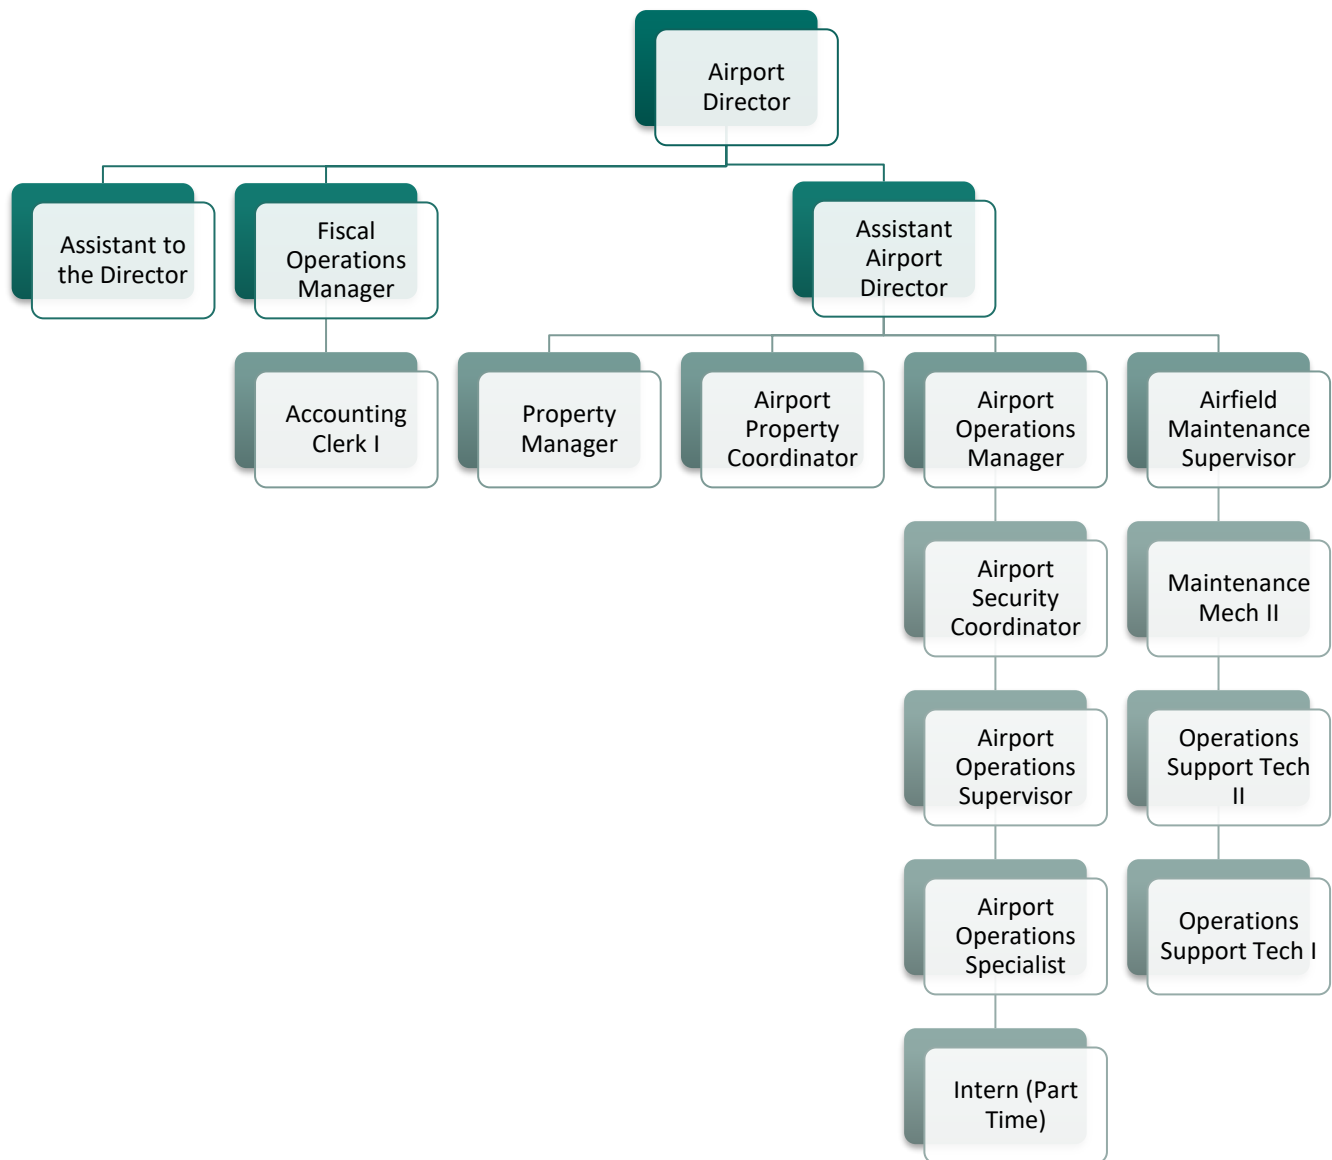 Airport
Director
Assistant to
the Director
Fiscal
Operations
Manager
Assistant
Airport
Director
Accounting
Clerk I
Property
Manager
Airport
Property
Coordinator
Airport
Operations
Manager
Airfield
Maintenance
Supervisor
Airport
Security
Coordinator
Maintenance
Mech II
Airport
Operations
Supervisor
Operations
Support Tech
II
Airport
Operations
Specialist
Operations
Support Tech I
Intern (Part
Time)